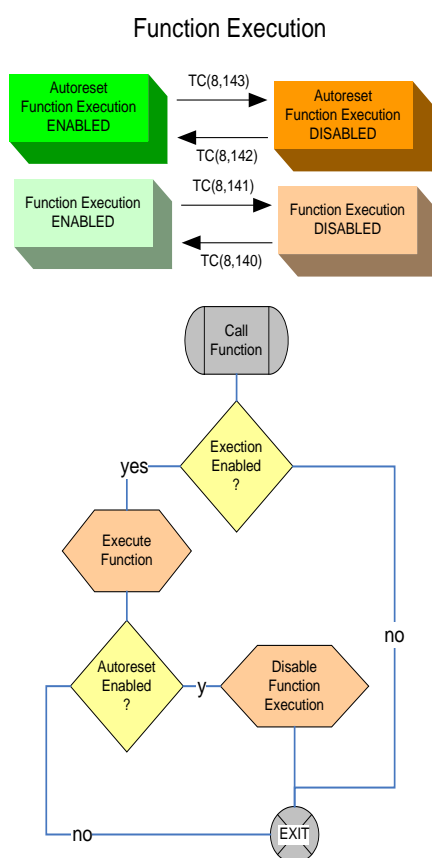 Function Execution
Autoreset
Function Execution
ENABLED
TC(8,143)
Autoreset
Function Execution
DISABLED
TC(8,142)
Function Execution
ENABLED
TC(8,141)
Function Execution
DISABLED
TC(8,140)
Call
Function
Exection
Enabled
?
yes
Execute
Function
no
Autoreset
Enabled
?
y
Disable
Function
Execution
no
EXIT